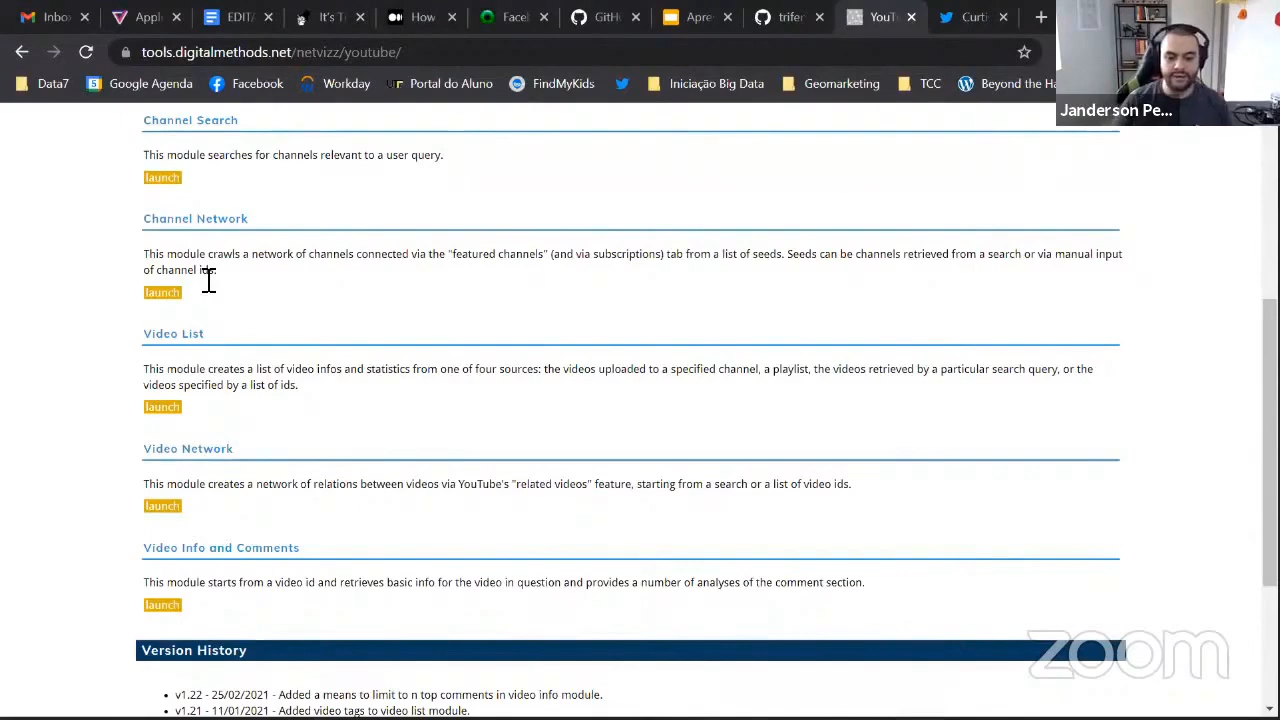 Inbo
Appli
EDITA
It's T
How
Facel
GitH
Apre
trifer
YouT
Curti
tools.digitalmethods.net/netvizz/youtube/
Data7
Google Agenda
Facebook
Workplay
Porto do Alvoro
FindMyKids
Iniciação Big Data
Geomarketing
TCC
Beyond the Ha
Janderson Pe...
Channel Search
This module searches for channels relevant to a user query.
launch
Channel Network
This module crawls a network of channels connected via the "featured channels" (and via subscriptions) tab from a list of seeds. Seeds can be channels retrieved from a search or via manual input
of channel ids.
launch
Video List
This module creates a list of video infos and statistics from one of four sources: the videos uploaded to a specified channel, a playlist, the videos retrieved by a particular search query, or the
videos specified by a list of ids.
launch
Video Network
This module creates a network of relations between videos via YouTube's "related videos" feature, starting from a search or a list of video ids.
launch
Video Info and Comments
This module starts from a video id and retrieves basic info for the video in question and provides a number of analyses of the comment section.
launch
Version History
v1.22 - 25/02/2021 - Added a means to limit to n top comments in video info module.
v1.21 - 11/01/2021 - Added video tags to video list module.
zoom